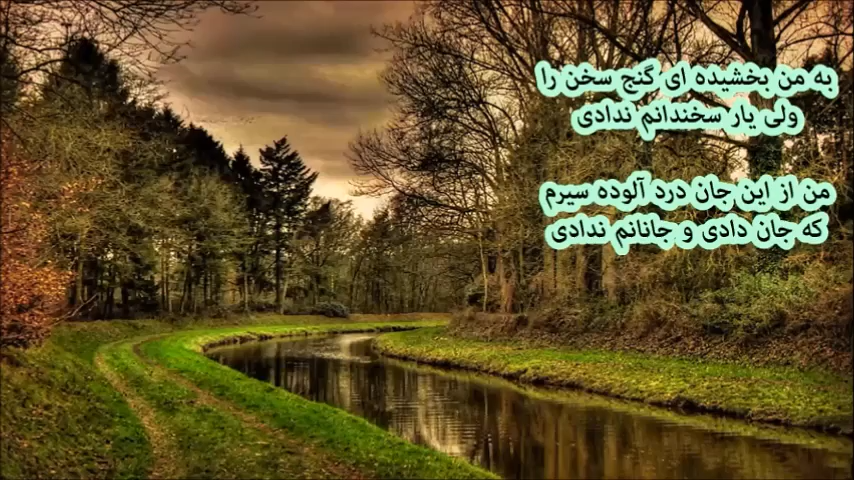 به من بخشیده ای گنج سخن را
ولی یار سخندانم ندادی
من از این جان درد آلوده سیرم
که جان دادی و جانانم ندادی